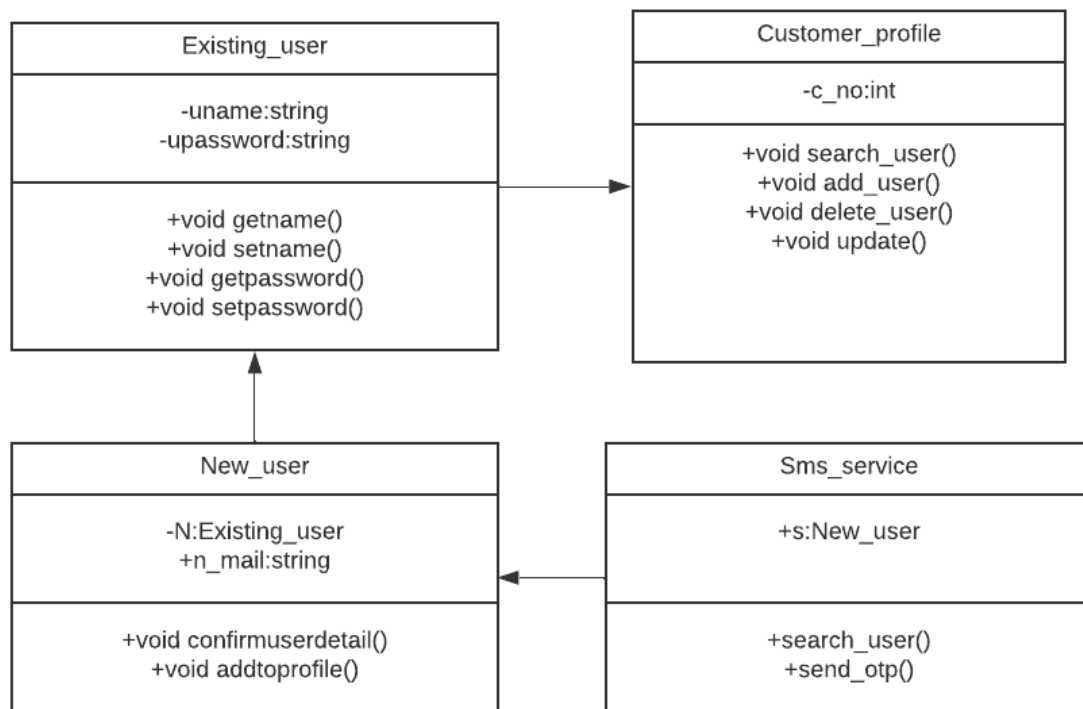 Existing_user
-uname:string
-upassword:string
+void getname()
+void setname()
+void getpassword()
+void setpassword()
Customer_profile
-c_no:int
+void search_user()
+void add_user()
+void delete_user()
+void update()
New_user
-N:Existing_user
+n_mail:string
+void confirmuserdetail()
+void addtoprofile()
Sms_service
+s:New_user
+search_user()
+send_otp()